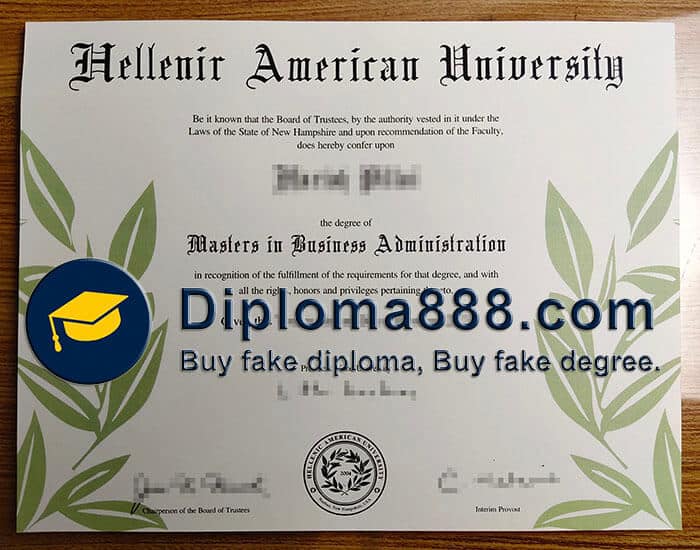 Hellenic American University
Be it known that the Board of Trustees, by the authority vested in it under the
Laws of the State of New Hampshire and upon recommendation of the Faculty,
does hereby confer upon
the degree of
Masters in Business Administration
in recognition of the fulfillment of the requirements for that degree, and with
all the honors and privileges pertaining
Diploma888.com
Buy fake diploma, Buy fake degree.
HELLENIC AMERICAN UNIVERSITY
2004
New Hampshire, USA
Chairperson of the Board of Trustees
Interim Provost